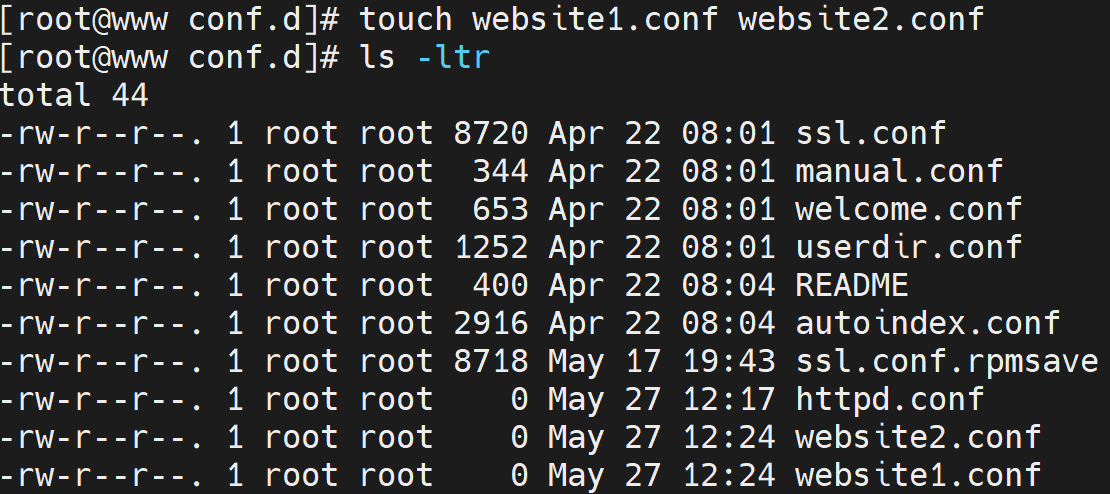 [root@www conf.d]# touch website1.conf website2.conf
[root@www conf.d]# ls -ltr
total 44
-rw-r--r--. 1 root root 8720 Apr 22 08:01 ssl.conf
-rw-r--r--. 1 root root  344 Apr 22 08:01 manual.conf
-rw-r--r--. 1 root root  653 Apr 22 08:01 welcome.conf
-rw-r--r--. 1 root root 1252 Apr 22 08:01 userdir.conf
-rw-r--r--. 1 root root  400 Apr 22 08:04 README
-rw-r--r--. 1 root root 2916 Apr 22 08:04 autoindex.conf
-rw-r--r--. 1 root root 8718 May 17 19:43 ssl.conf.rpmsave
-rw-r--r--. 1 root root    0 May 27 12:17 httpd.conf
-rw-r--r--. 1 root root    0 May 27 12:24 website2.conf
-rw-r--r--. 1 root root    0 May 27 12:24 website1.conf